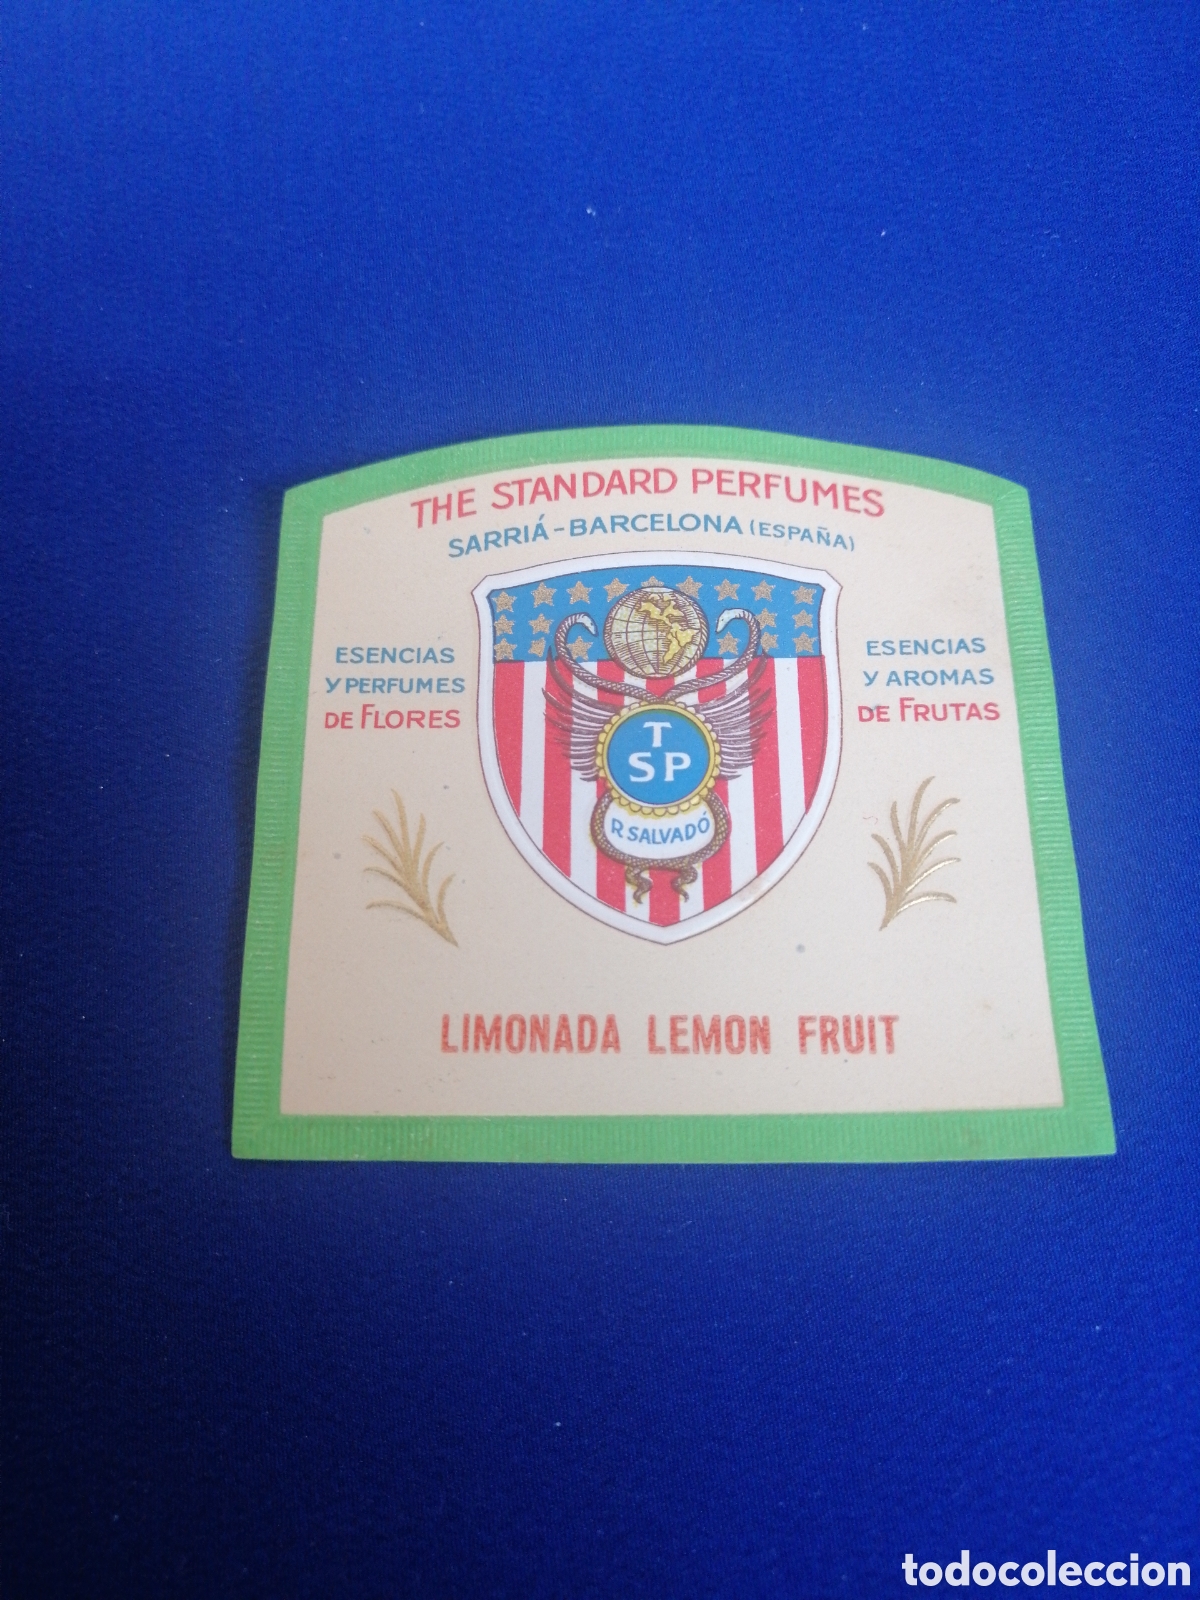 THE STANDARD PERFUMES
SARRIÁ - BARCELONA (ESPAÑA)
ESENCIAS
Y PERFUMES
DE FLORES
ESENCIAS
Y AROMAS
DE FRUTAS
T
SP
R SALVADÓ
LIMONADA LEMON FRUIT
todocoleccion